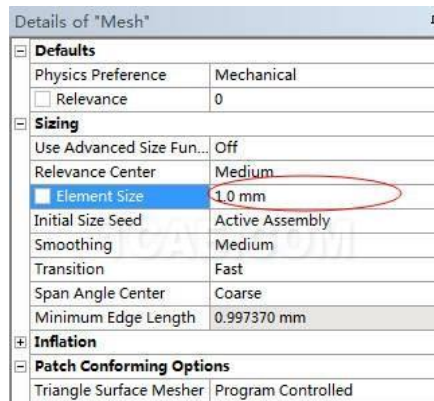 Details of "Mesh"
Defaults
Physics Preference Mechanical
Relevance 0
Sizing
Use Advanced Size Fun... Off
Relevance Center Medium
Element Size 1.0 mm
Initial Size Seed Active Assembly
Smoothing Medium
Transition Fast
Span Angle Center Coarse
Minimum Edge Length 0.997370 mm
Inflation
Patch Conforming Options
Triangle Surface Mesher Program Controlled